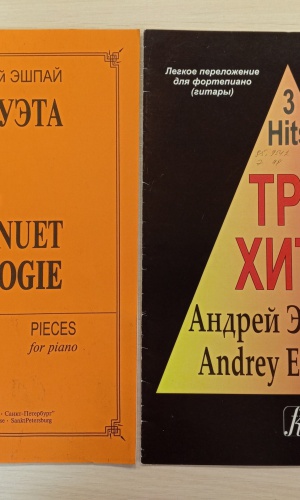 й ЭШПАЙ
УЭТА
NUET
OGIE
PIECES
for piano
· Санкт-Петербург"
· SanktPetersburg
Легкое переложение
для фортепиано
(гитары)
3
Hits
ТР
ХИТ
Андрей Э
Andrey E